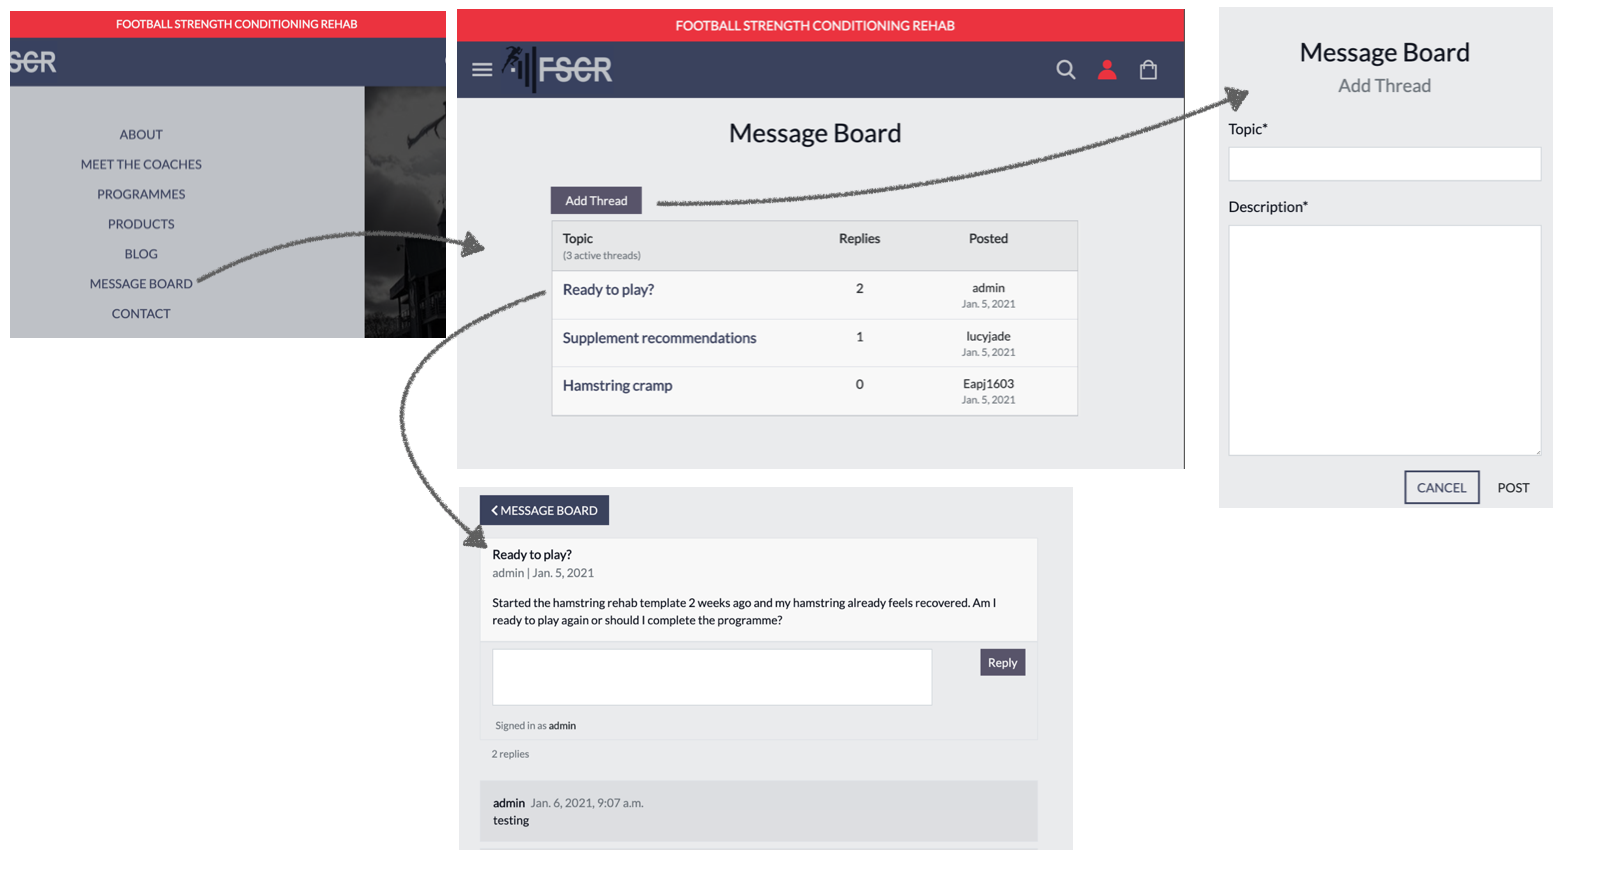 FOOTBALL STRENGTH CONDITIONING REHAB
FSCR
ABOUT
MEET THE COACHES
PROGRAMMES
PRODUCTS
BLOG
MESSAGE BOARD
CONTACT
FOOTBALL STRENGTH CONDITIONING REHAB
FSCR
Message Board
Add Thread
Topic Replies Posted
(3 active threads)
Ready to play? 2 admin
Jan. 5, 2021
Supplement recommendations 1 lucyjade
Jan. 5, 2021
Hamstring cramp 0 Eapj1603
Jan. 5, 2021
Message Board
Add Thread
Topic*
Description*
CANCEL POST
MESSAGE BOARD
Ready to play?
admin | Jan. 5, 2021
Started the hamstring rehab template 2 weeks ago and my hamstring already feels recovered. Am I
ready to play again or should I complete the programme?
Reply
Signed in as admin
2 replies
admin Jan. 6, 2021, 9:07 a.m.
testing